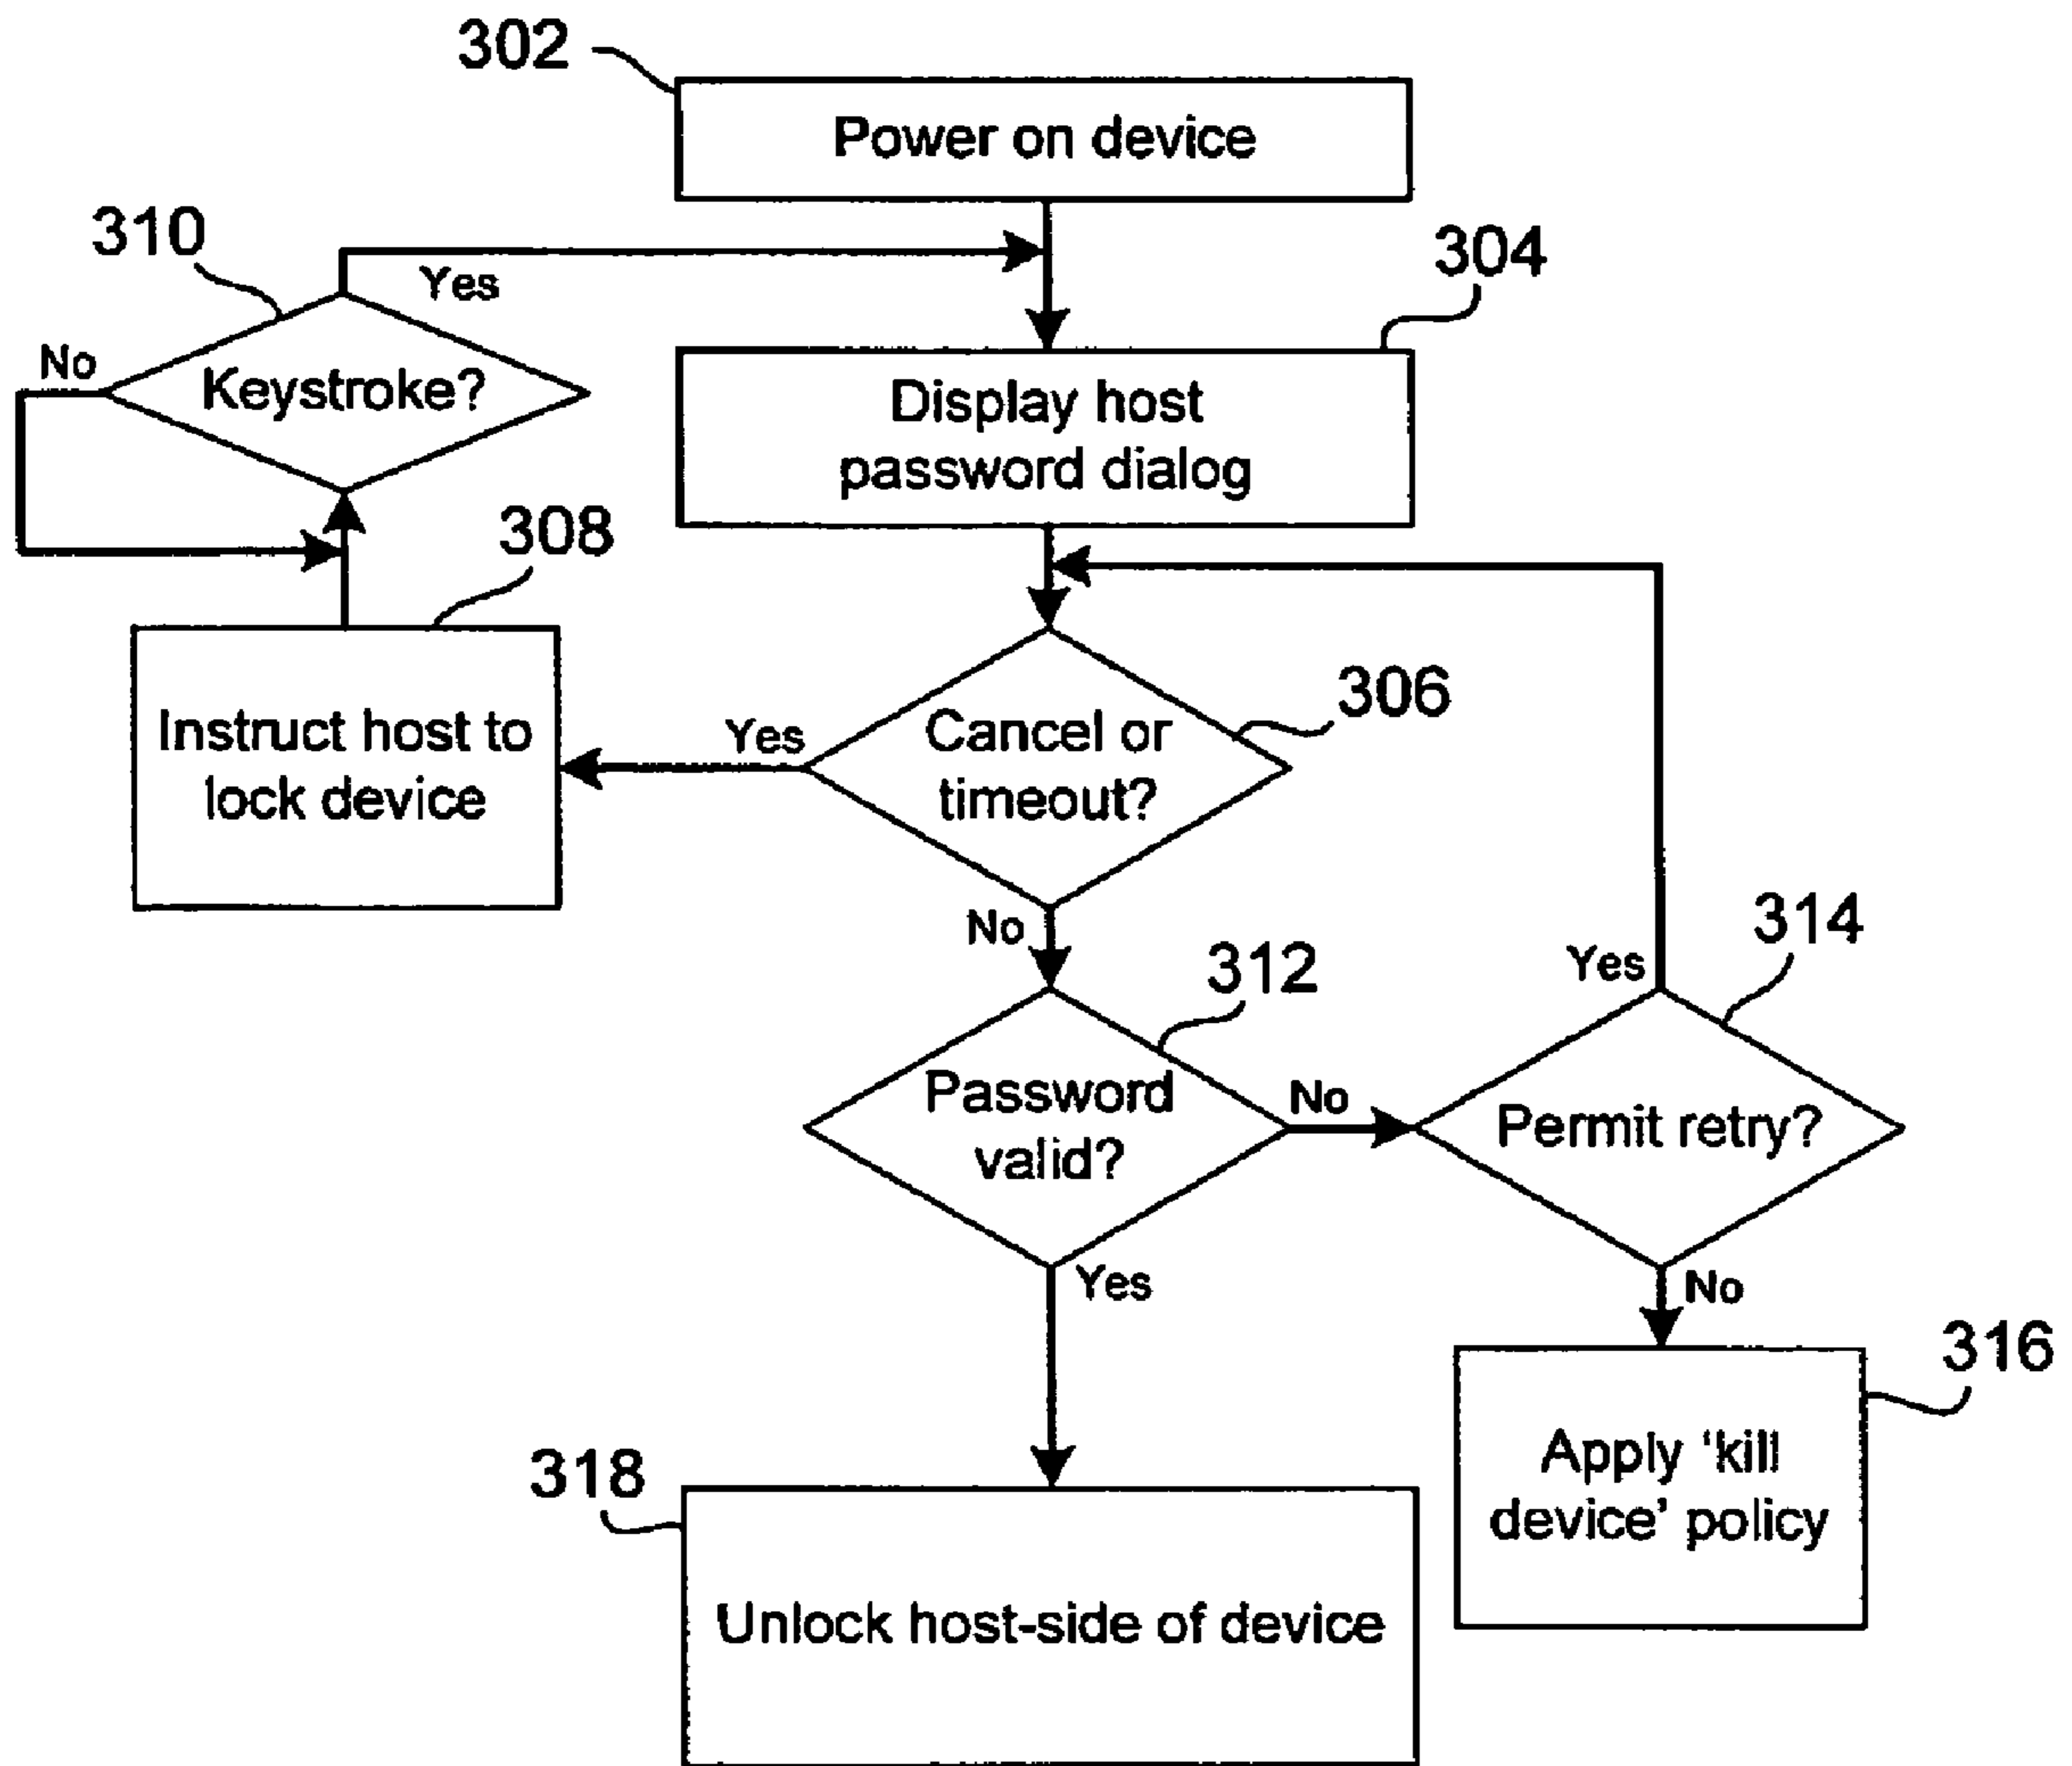 302
Power on device
310
Yes
304
No
Keystroke?
Display host
password dialog
308
306
Instruct host to
lock device
Yes
Cancel or
timeout?
No
314
312
Yes
Password
valid?
No
Permit retry?
Yes
No
316
318
Apply ‘kill
device’ policy
Unlock host-side of device